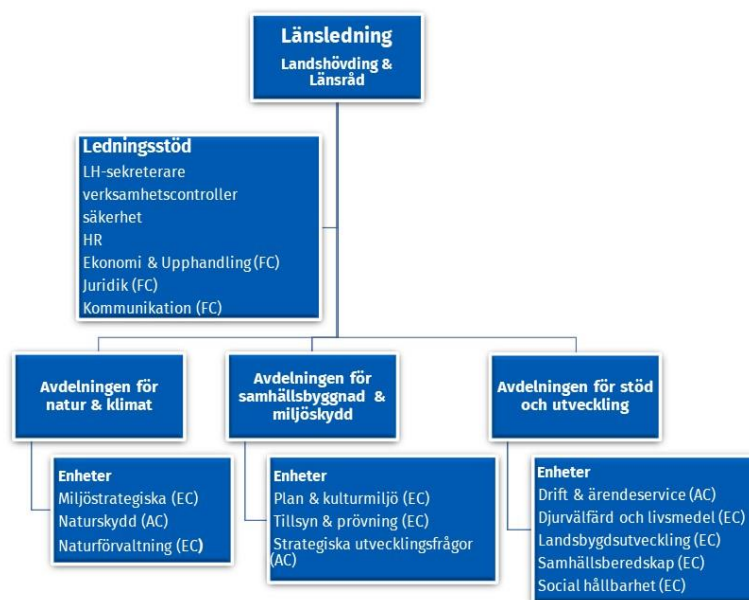 Länsledning
Landshövding &
Länsråd
Ledningsstöd
LH-sekreterare
verksamhetscontroller
säkerhet
HR
Ekonomi & Upphandling (FC)
Juridik (FC)
Kommunikation (FC)
Avdelningen för
natur & klimat
Enheter
Miljöstrategiska (EC)
Naturskydd (AC)
Naturförvaltning (EC)
Avdelningen för
samhällsbyggnad &
miljöskydd
Enheter
Plan & kulturmiljö (EC)
Tillsyn & prövning (EC)
Strategiska utvecklingsfrågor
(AC)
Avdelningen för stöd
och utveckling
Enheter
Drift & ärendeservice (AC)
Djurvälfärd och livsmedel (EC)
Landsbygdsutveckling (EC)
Samhällsberedskap (EC)
Social hållbarhet (EC)